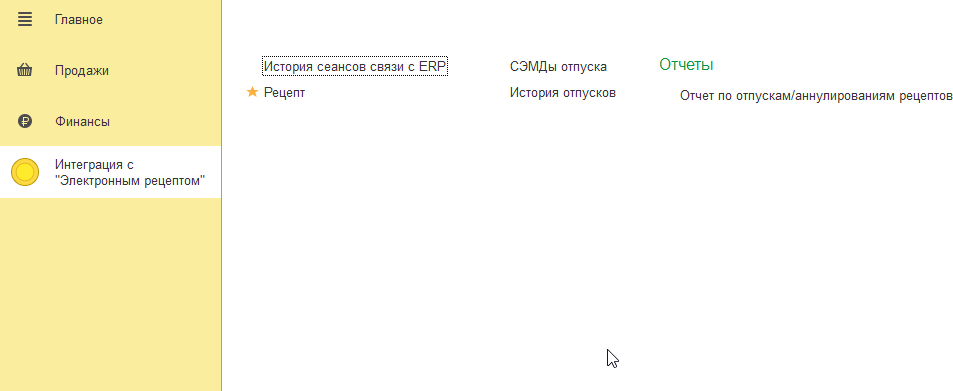 Главное
Продажи
Финансы
Интеграция с
"Электронным рецептом"
История сеансов связи с ERP
Рецепт
СЭМДы отпуска
История отпусков
Отчеты
Отчет по отпускам/аннулированиям рецептов